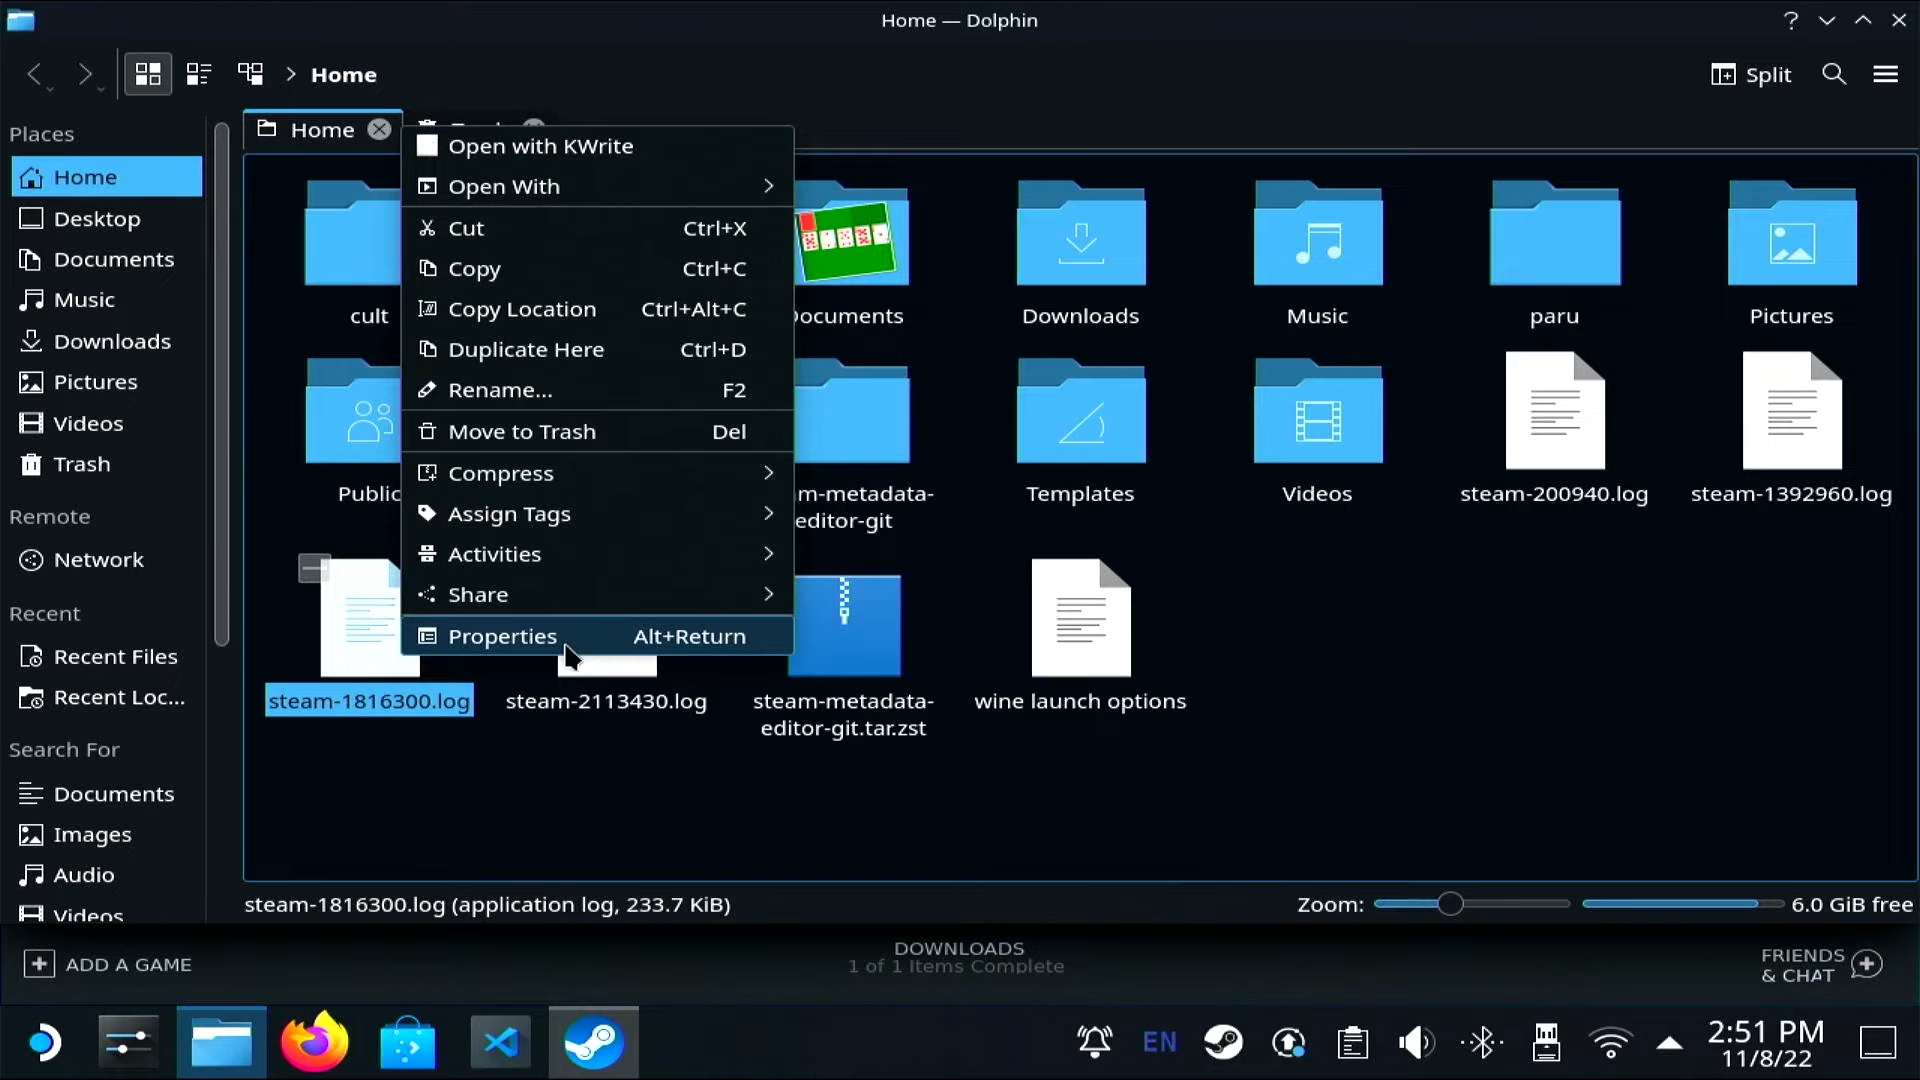 Home — Dolphin
?
Home
Split
Places
Home
Desktop
Documents
Music
Downloads
Pictures
Videos
Trash
Remote
Network
Recent
Recent Files
Recent Loc...
Search For
Documents
Images
Audio
Videos
Home
Open with KWrite
Open With
Cut Ctrl+X
Copy Ctrl+C
Copy Location Ctrl+Alt+C
Duplicate Here Ctrl+D
Rename... F2
Move to Trash Del
Compress
Assign Tags
Activities
Share
Properties Alt+Return
cult
ocuments
Downloads
Music
paru
Pictures
Public
am-metadata-
editor-git
Templates
Videos
steam-200940.log
steam-1392960.log
steam-1816300.log
steam-2113430.log
steam-metadata-
editor-git.tar.zst
wine launch options
steam-1816300.log (application log, 233.7 KiB)
Zoom:
6.0 GiB free
ADD A GAME
DOWNLOADS
1 of 1 Items Complete
FRIENDS
& CHAT
EN
2:51 PM
11/8/22